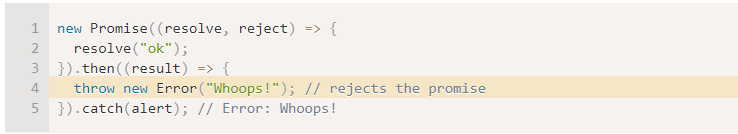 1 new Promise((resolve, reject) => {
2   resolve("ok");
3 }).then((result) => {
4   throw new Error("Whoops!"); // rejects the promise
5 }).catch(alert); // Error: Whoops!